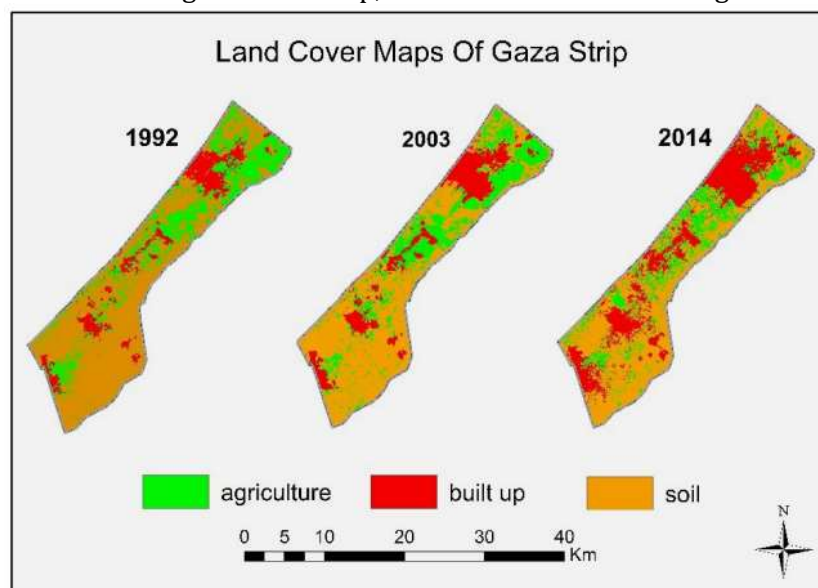 Land Cover Maps Of Gaza Strip
1992
2003
2014
agriculture
built up
soil
0 5 10 20 30 40
Km
N